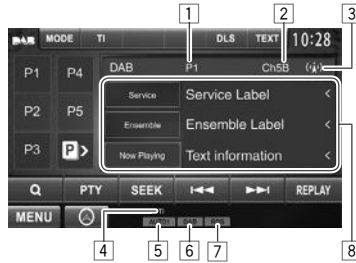 1 2 3
DAB MODE TI DLS TEXT 10:28
P1 P4 DAB P1 Ch5B
Service Service Label <
P2 P5 Ensemble Ensemble Label <
P3 P > Now Playing Text information <
Q PTY SEEK REPLAY
MENU
4 5 6 7 8